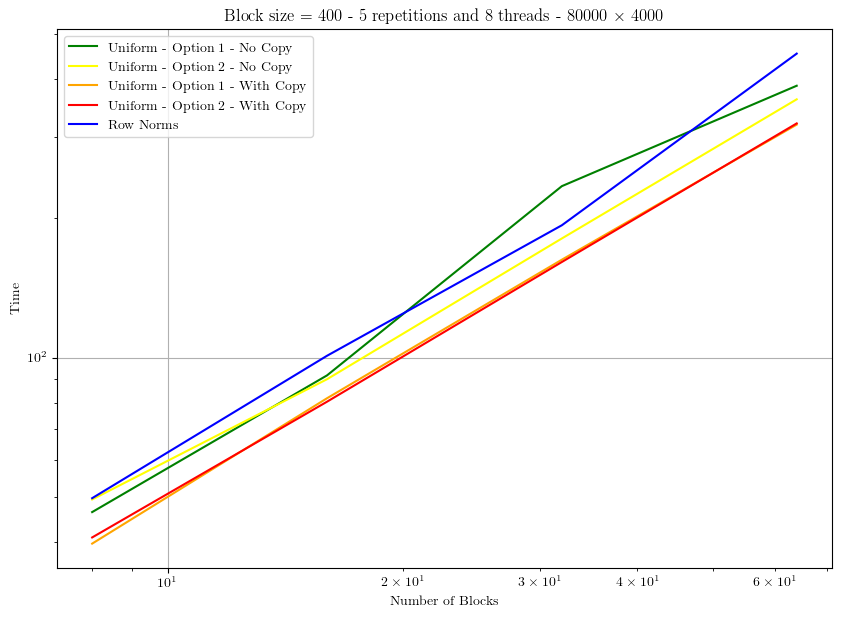 Block size = 400 - 5 repetitions and 8 threads - 80000 × 4000
Uniform - Option 1 - No Copy
Uniform - Option 2 - No Copy
Uniform - Option 1 - With Copy
Uniform - Option 2 - With Copy
Row Norms
Time
10²
10¹
2 × 10¹
3 × 10¹
4 × 10¹
6 × 10¹
Number of Blocks